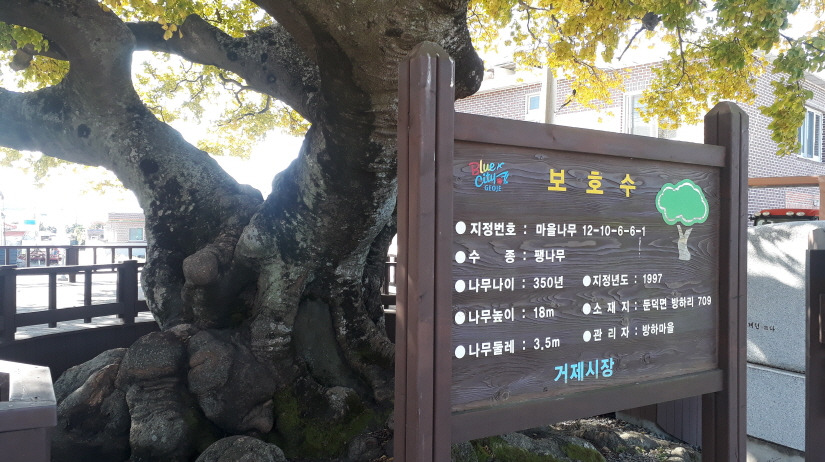 Blue City GEOJE
보호수
● 지정번호 : 마을나무 12-10-6-6-1
● 수 종 : 팽나무
● 나무나이 : 350년 ● 지정년도 : 1997
● 나무높이 : 18m ● 소 재 지 : 둔덕면 방하리 709
● 나무둘레 : 3.5m ● 관 리 자 : 방하마을
거제시장